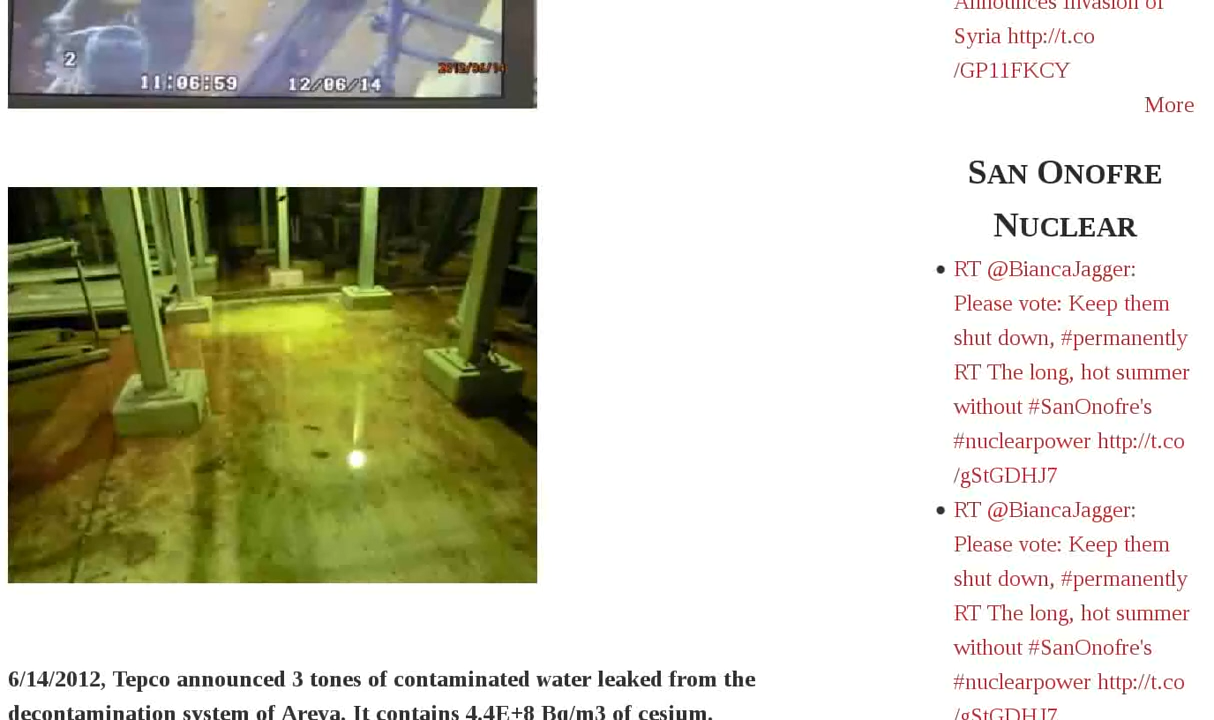 2
11:06:59 12/06/14
2012/06/14
6/14/2012, Tepco announced 3 tones of contaminated water leaked from the
decontamination system of Areva. It contains 4.4E+8 Bq/m3 of cesium.
Announces Invasion of
Syria http://t.co
/GP11FKCY
More
San Onofre
Nuclear
• RT @BiancaJagger:
Please vote: Keep them
shut down, #permanently
RT The long, hot summer
without #SanOnofre's
#nuclearpower http://t.co
/gStGDHJ7
• RT @BiancaJagger:
Please vote: Keep them
shut down, #permanently
RT The long, hot summer
without #SanOnofre's
#nuclearpower http://t.co
/gStGDHJ7